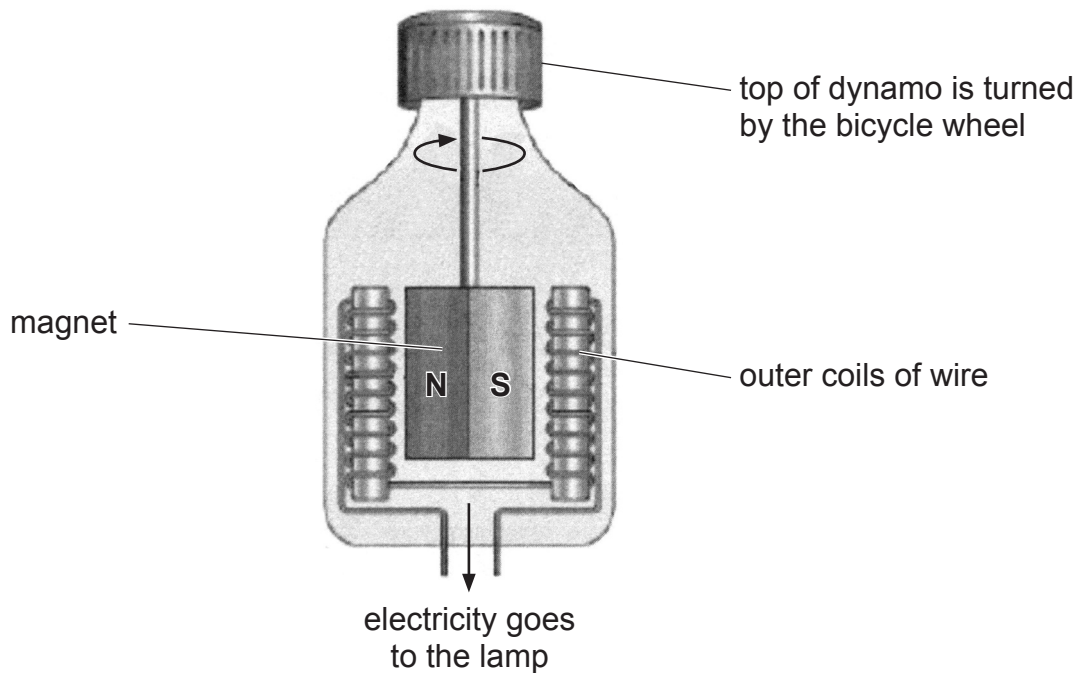 top of dynamo is turned
by the bicycle wheel
magnet
N S
outer coils of wire
electricity goes
to the lamp